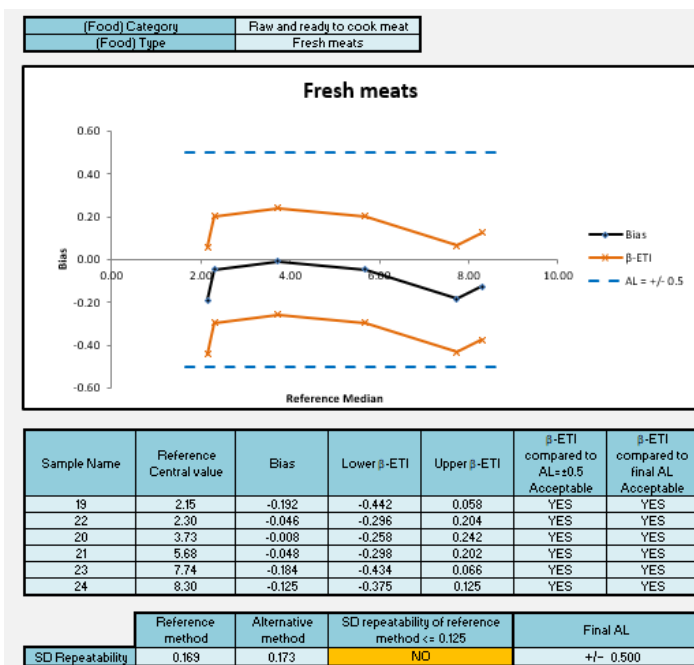 (Food) Category Raw and ready to cook meat
(Food) Type Fresh meats
Fresh meats
0.60
0.40
0.20
0.00
-0.20
-0.40
-0.60
0.00 2.00 4.00 6.00 8.00 10.00
Bias
Reference Median
Bias
β-ETI
AL = +/- 0.5
Sample Name Reference Central value Bias Lower β-ETI Upper β-ETI β-ETI compared to AL=±0.5 Acceptable β-ETI compared to final AL Acceptable
19 2.15 -0.192 -0.442 0.058 YES YES
22 2.30 -0.046 -0.296 0.204 YES YES
20 3.73 -0.008 -0.258 0.242 YES YES
21 5.68 -0.048 -0.298 0.202 YES YES
23 7.74 -0.184 -0.434 0.066 YES YES
24 8.30 -0.125 -0.375 0.125 YES YES
Reference method Alternative method SD repeatability of reference method <= 0.125 Final AL
SD Repeatability 0.169 0.173 NO +/- 0.500